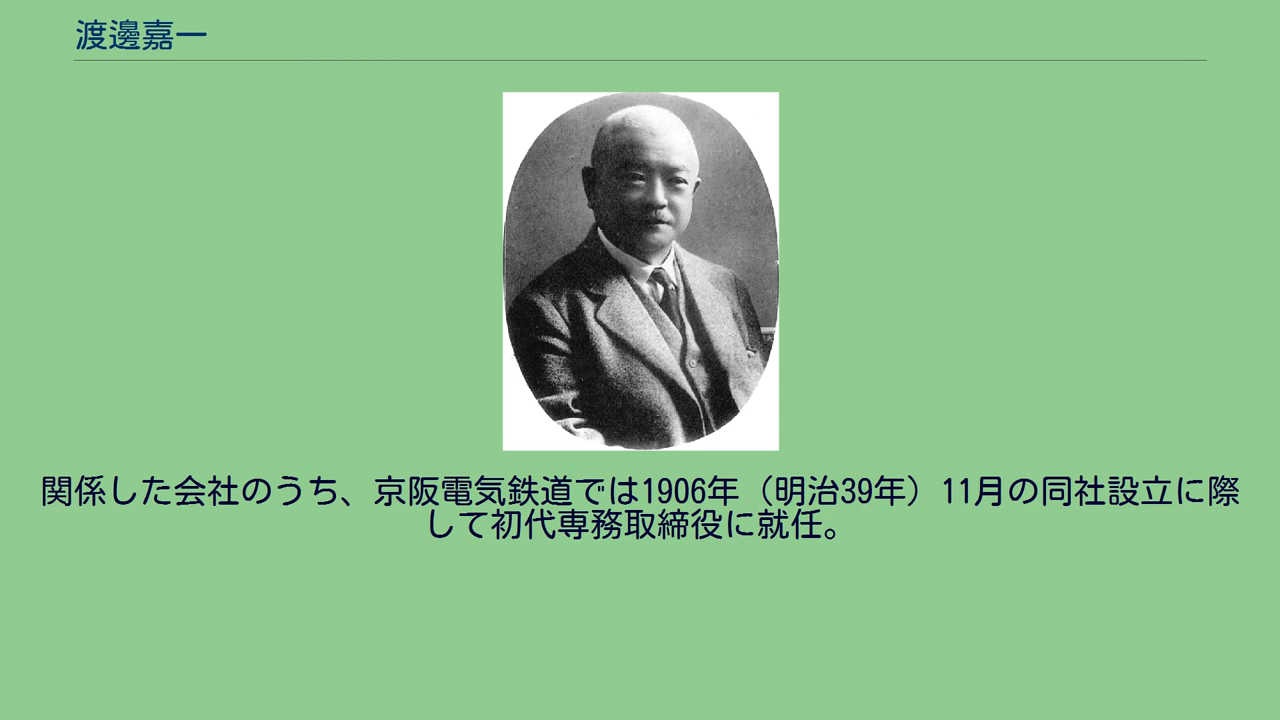 渡邊嘉一
関係した会社のうち、京阪電気鉄道では1906年（明治39年）11月の同社設立に際
して初代専務取締役に就任。